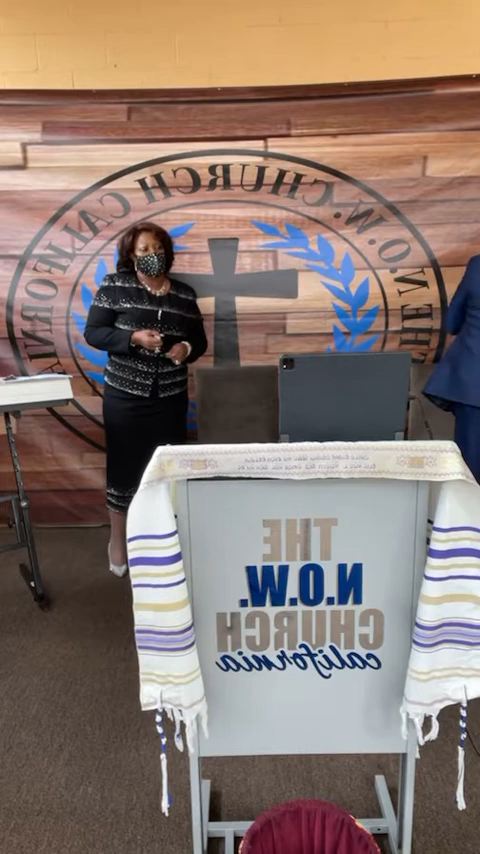 THE N.O.W. CHURCH CALIFORNIA
THE
N.O.W.
CHURCH
california